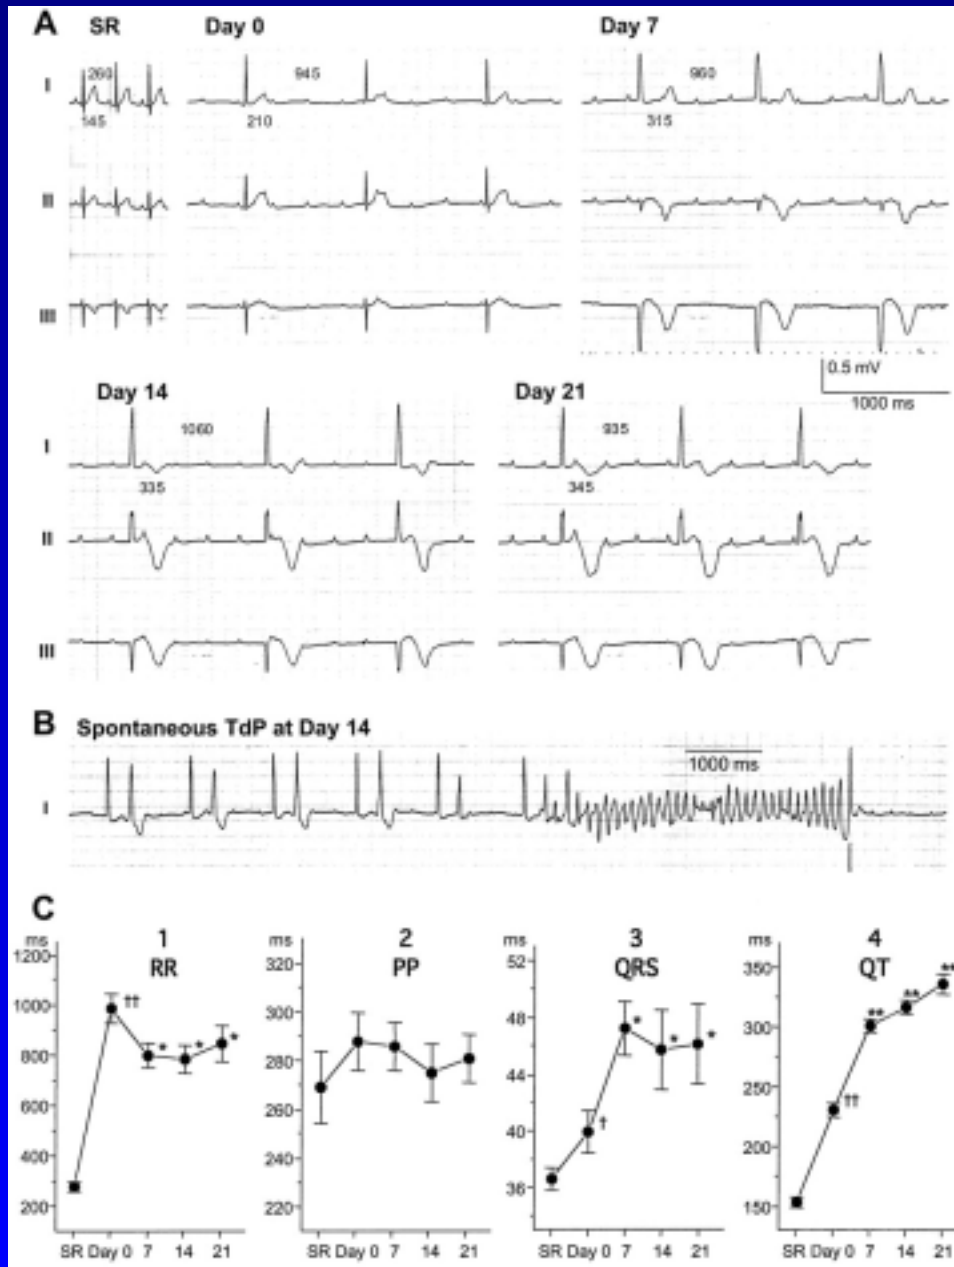 A SR Day 0 Day 7
I 260 945 960
145 210 315
II
III
0.5 mV
1000 ms
Day 14 Day 21
I 1060 935
335 345
II
III
B Spontaneous TdP at Day 14
1000 ms
I
C
1
RR
ms
1200
1000
††
800
*
*
*
600
400
200
SR Day 0 7 14 21
2
PP
ms
320
300
280
260
240
220
SR Day 0 7 14 21
3
QRS
ms
52
48
*
*
*
44
40
†
36
SR Day 0 7 14 21
4
QT
ms
350
**
**
**
300
250
††
200
150
SR Day 0 7 14 21